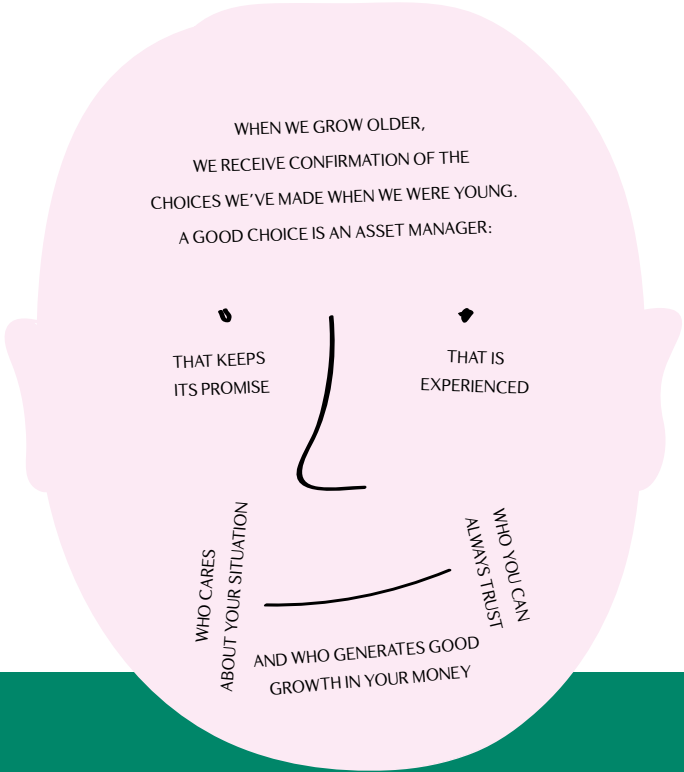 WHEN WE GROW OLDER,
WE RECEIVE CONFIRMATION OF THE
CHOICES WE'VE MADE WHEN WE WERE YOUNG.
A GOOD CHOICE IS AN ASSET MANAGER:
THAT KEEPS
ITS PROMISE
THAT IS
EXPERIENCED
WHO CARES
ABOUT YOUR SITUATION
WHO YOU CAN
ALWAYS TRUST
AND WHO GENERATES GOOD
GROWTH IN YOUR MONEY